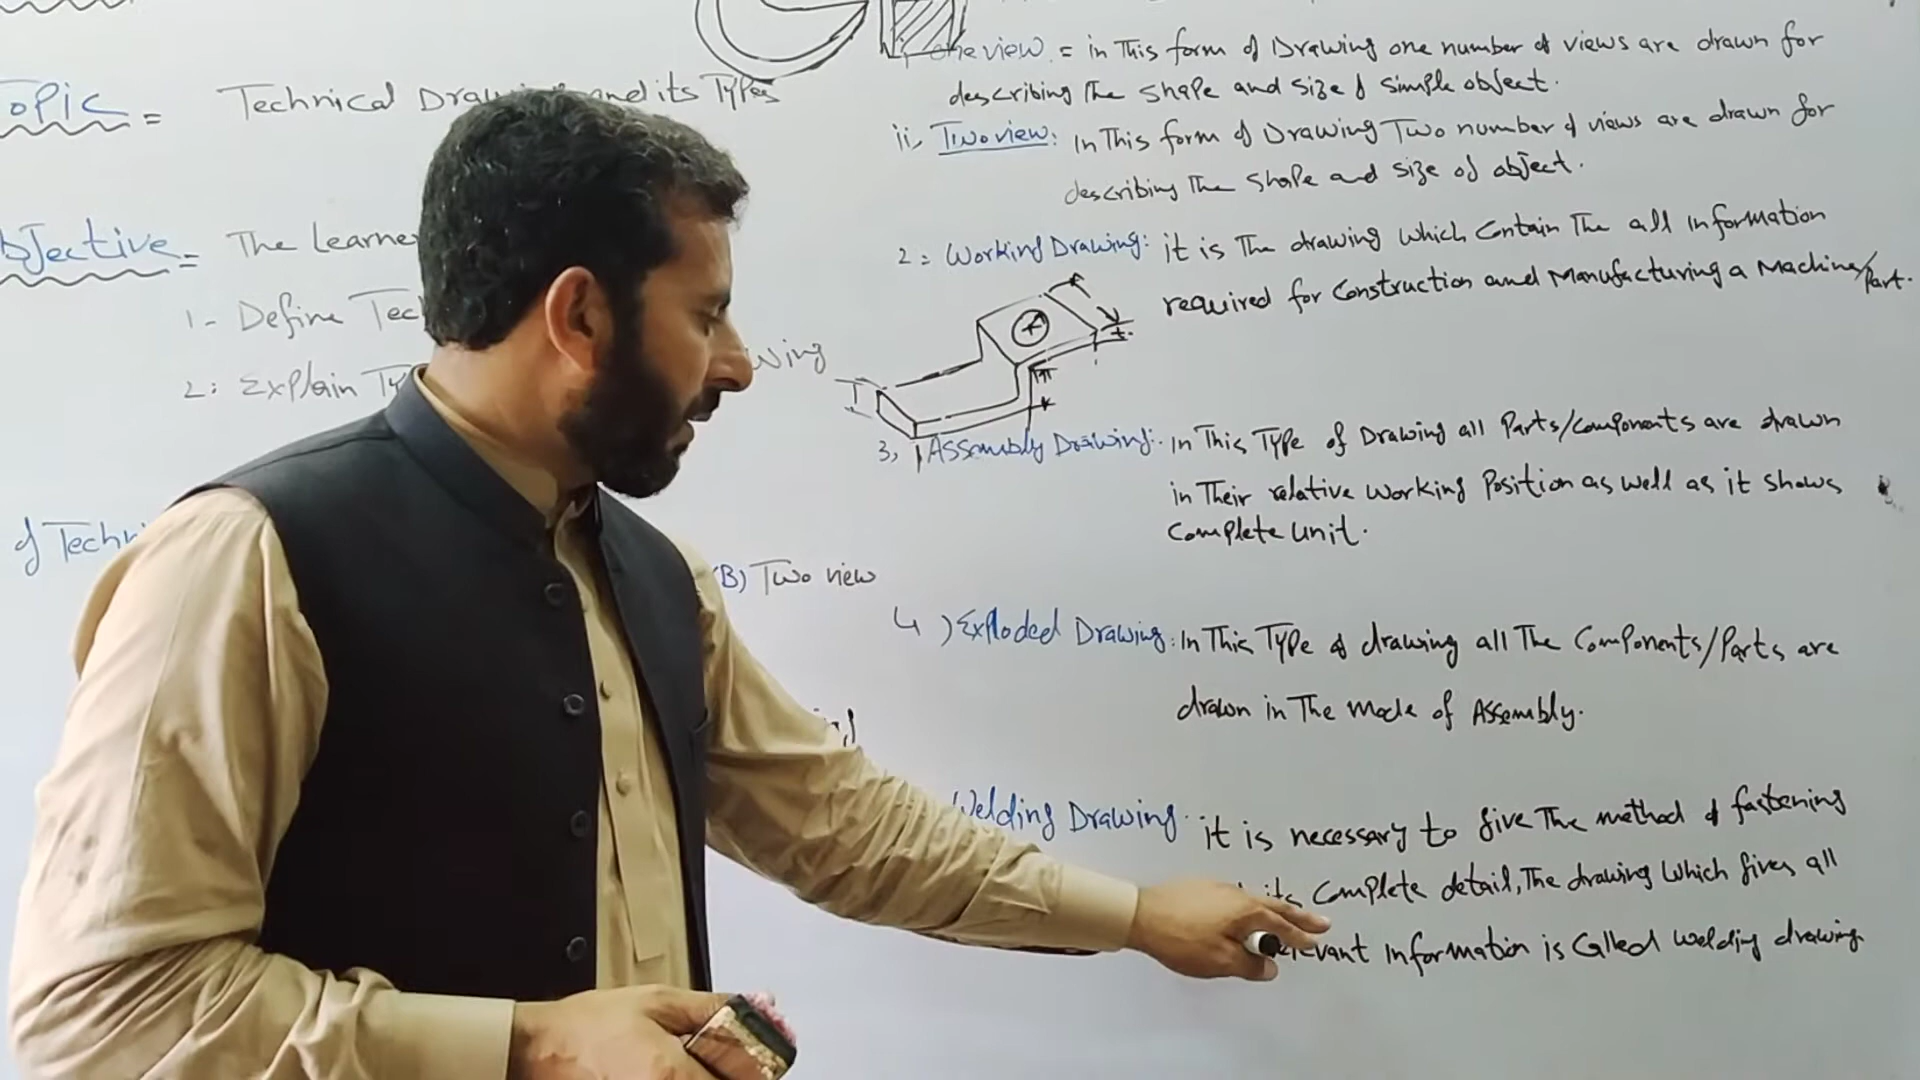 Topic = Technical Drawing and its Types
Objective = The Learne
1- Define Tec
2: Explain Ty
wing
of Techni
(B) Two view
i, one view = in This form of Drawing one number of views are drawn for
describing The shape and size of simple object.
ii, Two view: In This form of Drawing Two number of views are drawn for
describing The shape and size of object.
2 = Working Drawing: it is The drawing which Contain The all information
required for Construction and Manufacturing a Machine/Part.
3, Assembly Drawing: In This Type of Drawing all Parts/components are drawn
in Their relative working Position as well as it shows
Complete unit.
4) Exploded Drawing: In This Type of drawing all The Components/Parts are
drawn in The mode of Assembly.
Welding Drawing it is necessary to give The method of fastening
its Complete detail, The drawing which gives all
relevant information is Called welding drawing